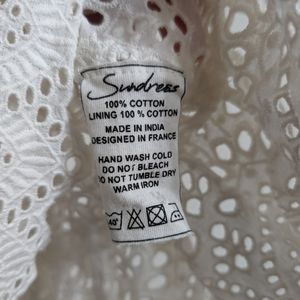 Sundress
100% COTTON
LINING 100 % COTTON
MADE IN INDIA
DESIGNED IN FRANCE
HAND WASH COLD
DO NOT BLEACH
DO NOT TUMBLE DRY
WARM IRON
40°